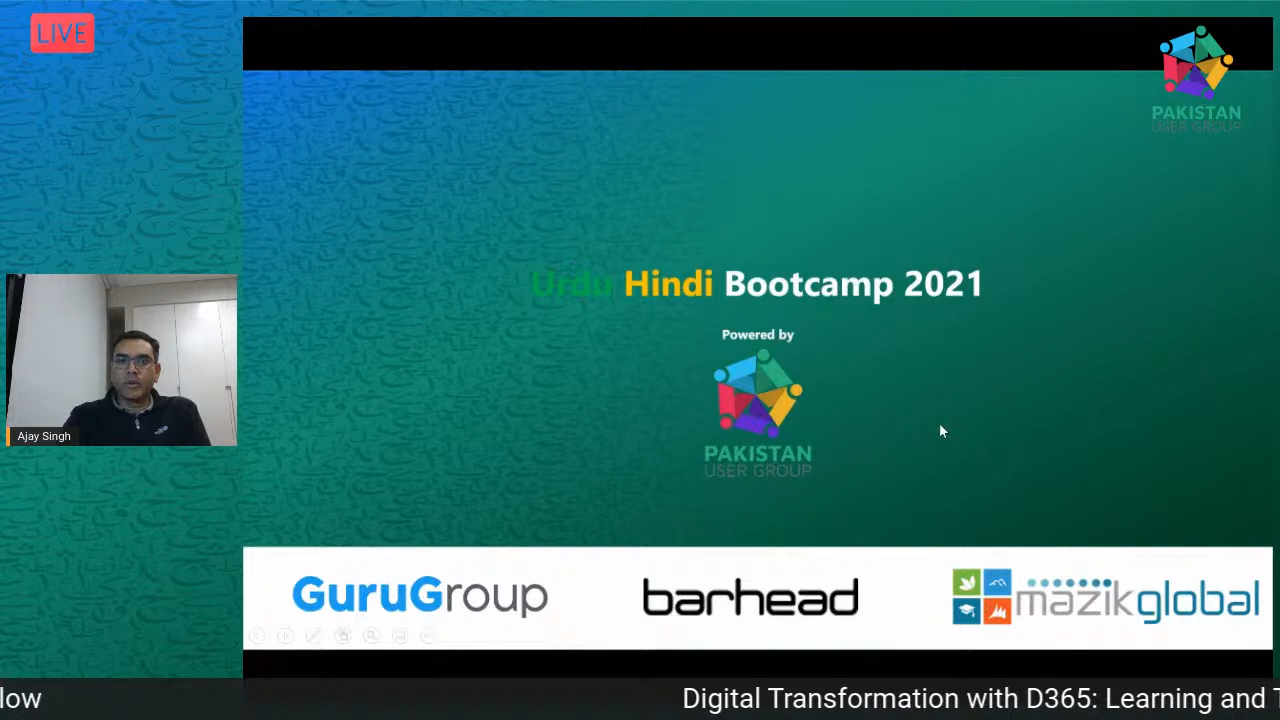 LIVE
PAKISTAN
USER GROUP
Urdu Hindi Bootcamp 2021
Powered by
PAKISTAN
USER GROUP
Ajay Singh
GuruGroup
barhead
mazikglobal
low
Digital Transformation with D365: Learning and T